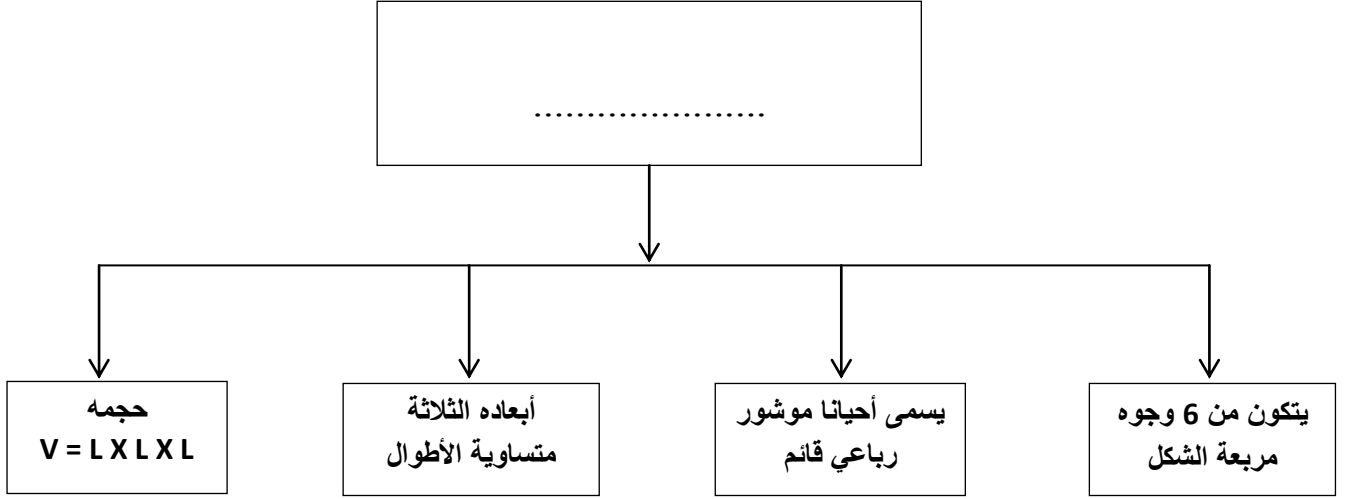 ......................
يتكون من 6 وجوه
مربعة الشكل
يسمى أحيانا موشور
رباعي قائم
أبعاده الثلاثة
متساوية الأطوال
حجمه
V = L X L X L